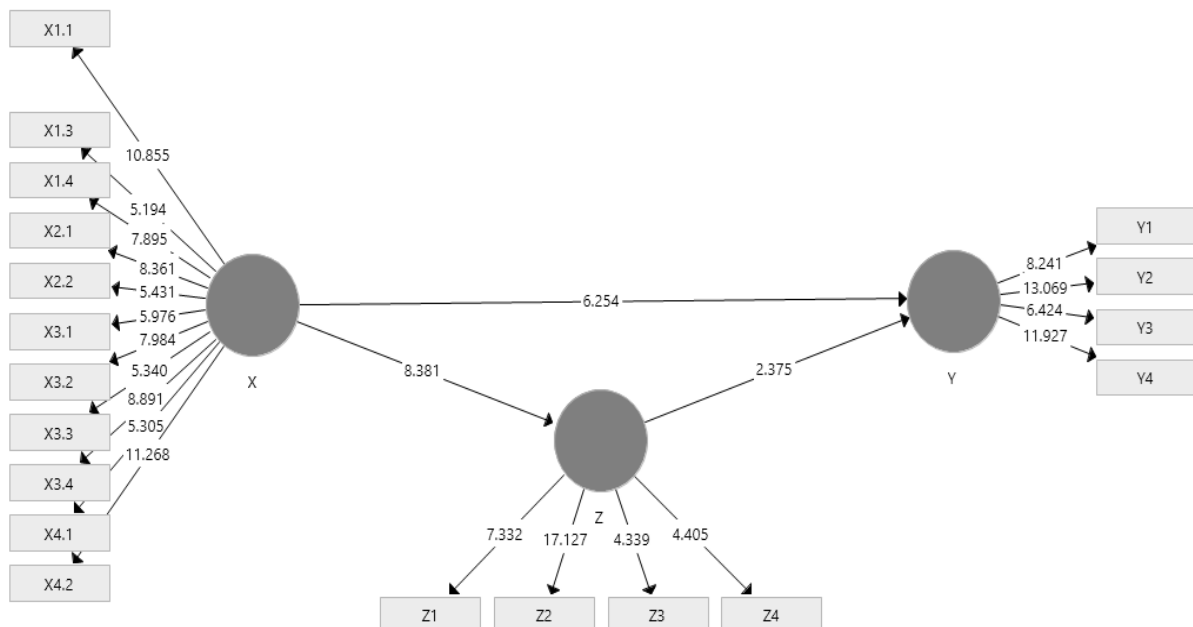 X1.1
X1.3
X1.4
X2.1
X2.2
X3.1
X3.2
X3.3
X3.4
X4.1
X4.2
10.855
5.194
7.895
8.361
5.431
5.976
7.984
5.340
8.891
5.305
11.268
X
6.254
8.381
2.375
Z
7.332
17.127
4.339
4.405
Z1
Z2
Z3
Z4
Y
8.241
13.069
6.424
11.927
Y1
Y2
Y3
Y4